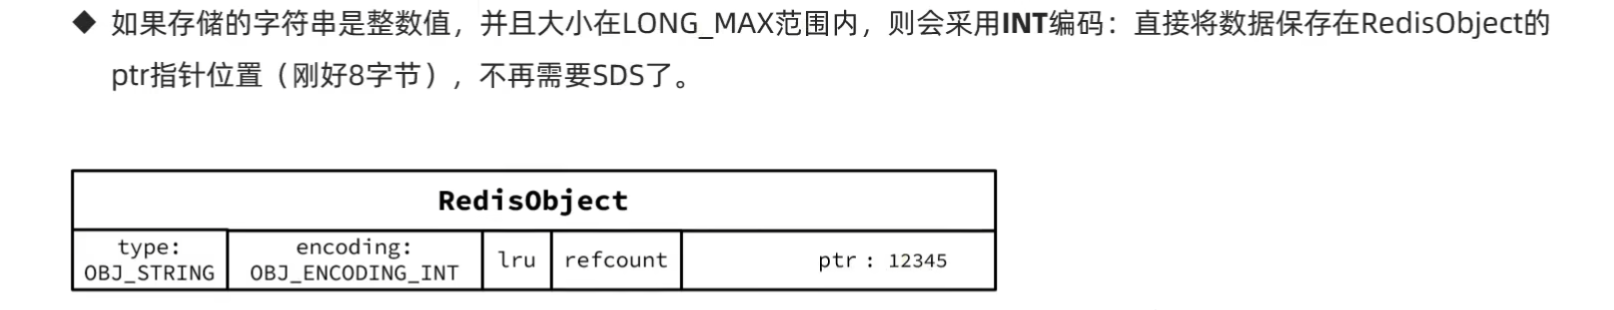 ◆ 如果存储的字符串是整数值，并且大小在LONG_MAX范围内，则会采用INT编码：直接将数据保存在RedisObject的
ptr指针位置（刚好8字节），不再需要SDS了。
RedisObject
type:
OBJ_STRING
encoding:
OBJ_ENCODING_INT
lru
refcount
ptr : 12345